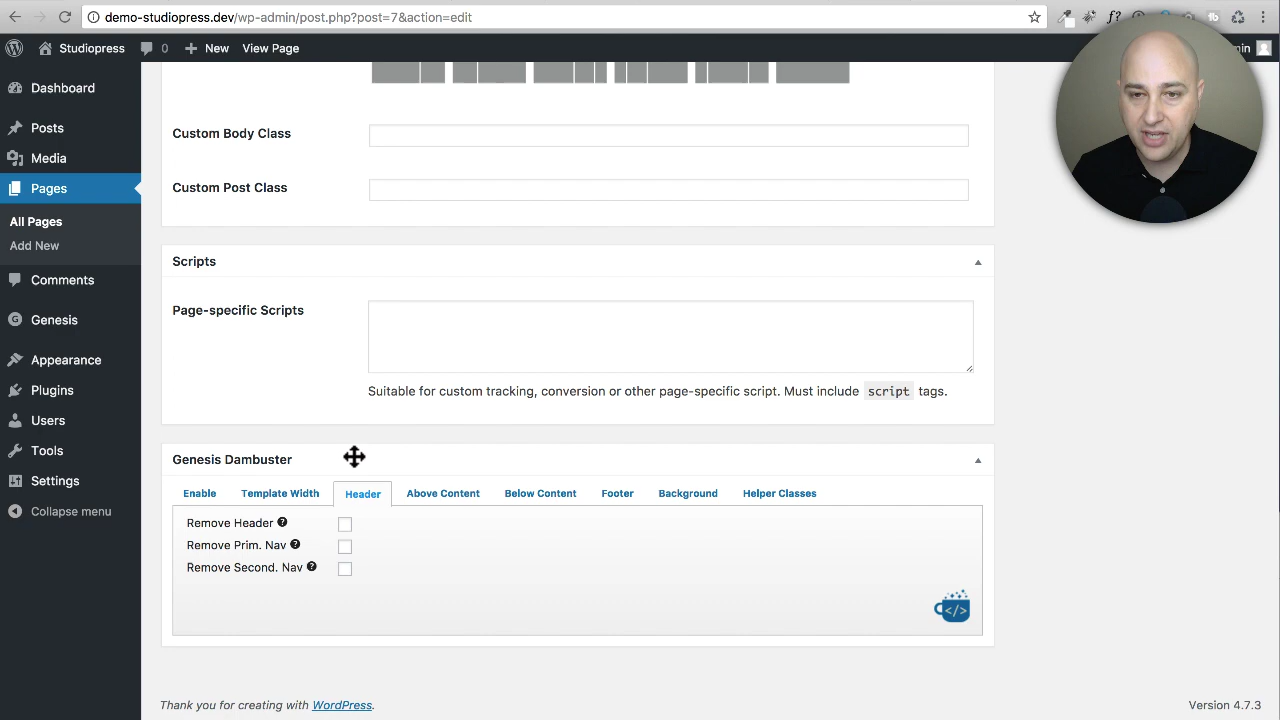 demo-studiopress.dev/wp-admin/post.php?post=7&action=edit
Studiopress 0 New View Page
Dashboard
Posts
Media
Pages
All Pages
Add New
Comments
Genesis
Appearance
Plugins
Users
Tools
Settings
Collapse menu
Custom Body Class
Custom Post Class
Scripts
Page-specific Scripts
Suitable for custom tracking, conversion or other page-specific script. Must include script tags.
Genesis Dambuster
Enable Template Width Header Above Content Below Content Footer Background Helper Classes
Remove Header
Remove Prim. Nav
Remove Second. Nav
</>
Thank you for creating with WordPress.
Version 4.7.3